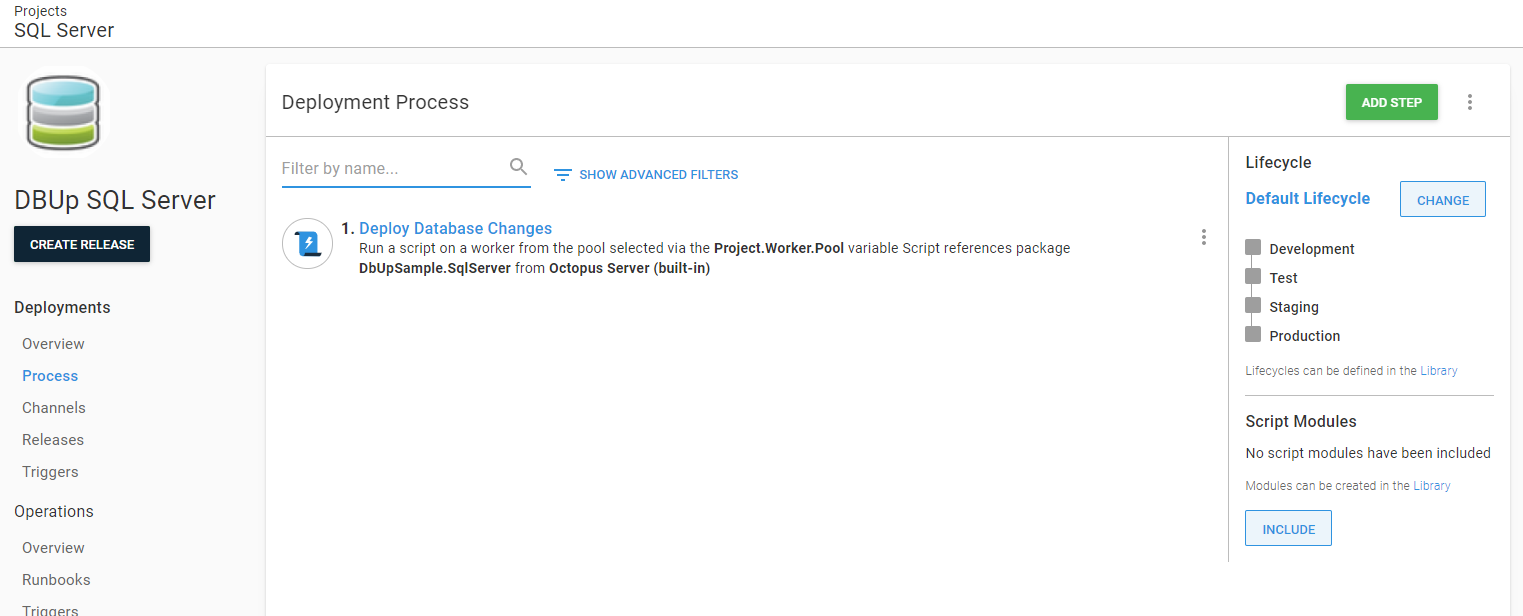 Projects
SQL Server
DBUp SQL Server
CREATE RELEASE
Deployments
Overview
Process
Channels
Releases
Triggers
Operations
Overview
Runbooks
Triggers
Deployment Process
ADD STEP
Filter by name...
SHOW ADVANCED FILTERS
1. Deploy Database Changes
Run a script on a worker from the pool selected via the Project.Worker.Pool variable Script references package
DbUpSample.SqlServer from Octopus Server (built-in)
Lifecycle
Default Lifecycle
CHANGE
Development
Test
Staging
Production
Lifecycles can be defined in the Library
Script Modules
No script modules have been included
Modules can be created in the Library
INCLUDE